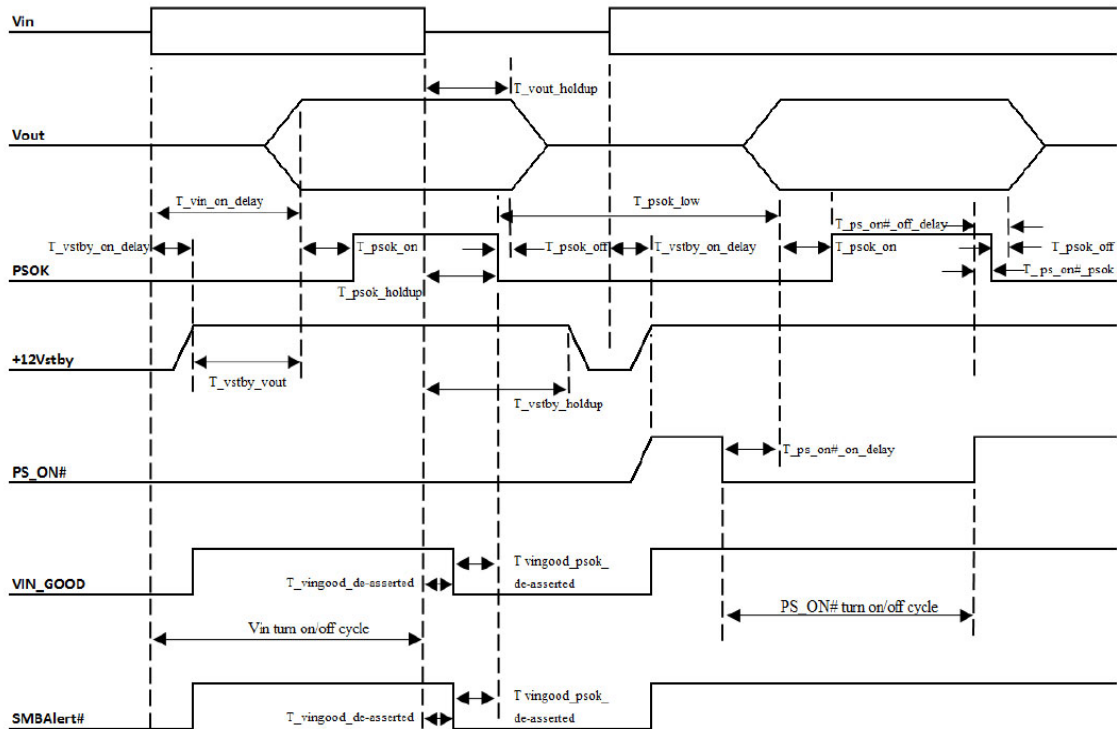 Vin
T_vout_holdup
Vout
T_vin_on_delay
T_psok_low
T_ps_on#_off_delay
T_vstby_on_delay
T_psok_on
T_psok_off
T_vstby_on_delay
T_psok_on
T_psok_off
PSOK
T_ps_on#_psok
T_psok_holdup
+12Vstby
T_vstby_vout
T_vstby_holdup
T_ps_on#_on_delay
PS_ON#
T vingood_psok_
de-asserted
VIN_GOOD
T_vingood_de-asserted
PS_ON# turn on/off cycle
Vin turn on/off cycle
T vingood_psok_
de-asserted
SMBAlert#
T_vingood_de-asserted